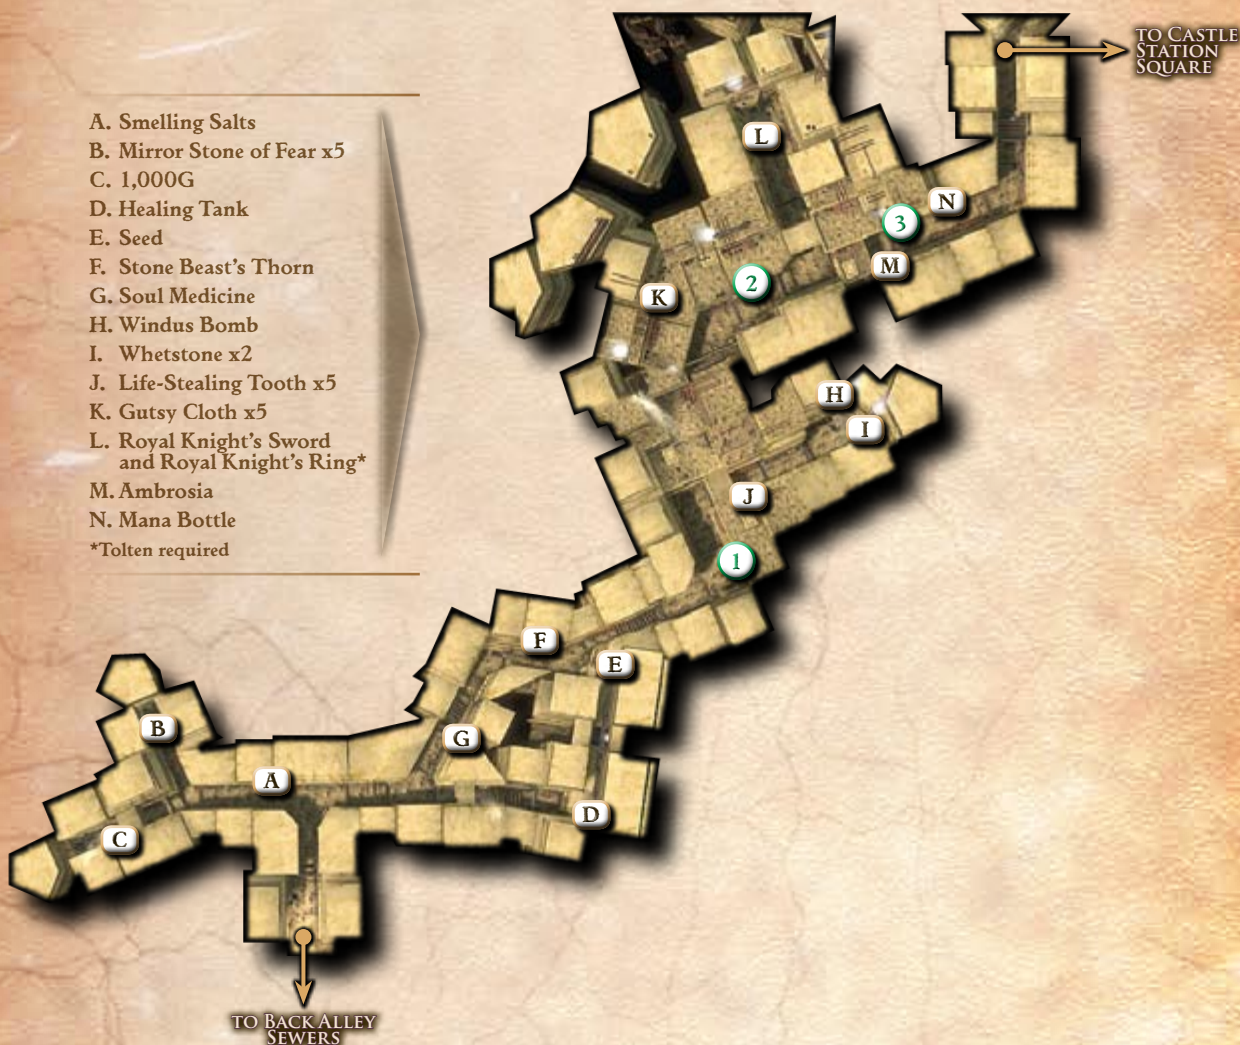 TO CASTLE
STATION
SQUARE
A. Smelling Salts
B. Mirror Stone of Fear x5
C. 1,000G
D. Healing Tank
E. Seed
F. Stone Beast's Thorn
G. Soul Medicine
H. Windus Bomb
I. Whetstone x2
J. Life-Stealing Tooth x5
K. Gutsy Cloth x5
L. Royal Knight's Sword
and Royal Knight's Ring*
M. Ambrosia
N. Mana Bottle
*Tolten required
L
N
3
M
2
K
H
I
J
1
F
E
G
B
A
D
C
TO BACK ALLEY
SEWERS